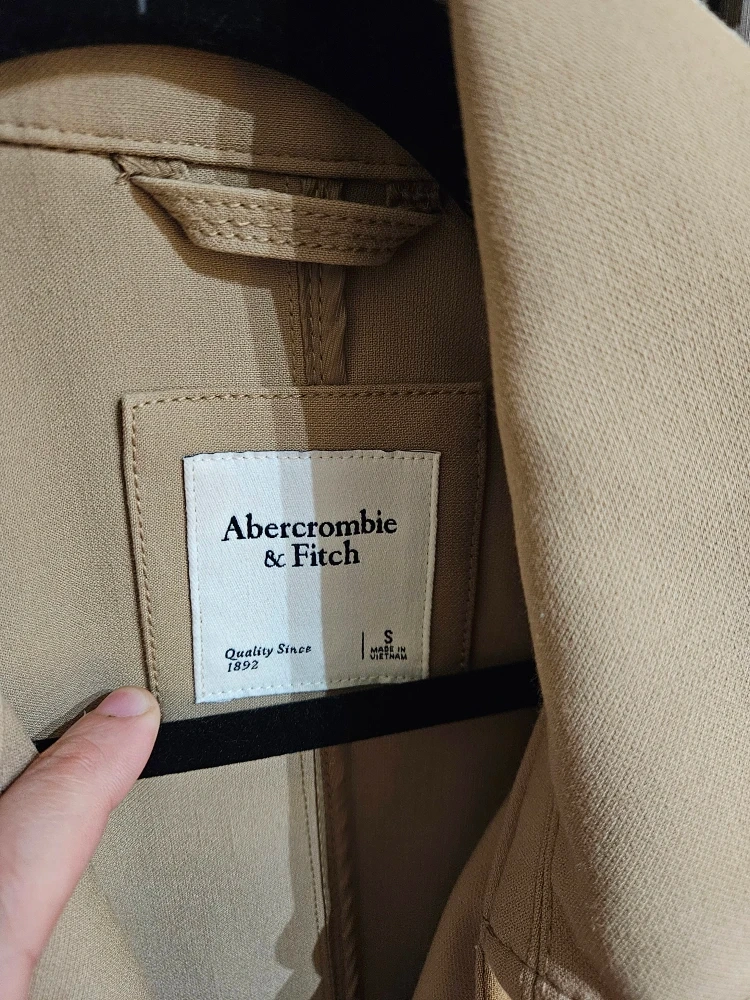 Abercrombie
& Fitch
Quality Since
1892
S
MADE IN
VIETNAM